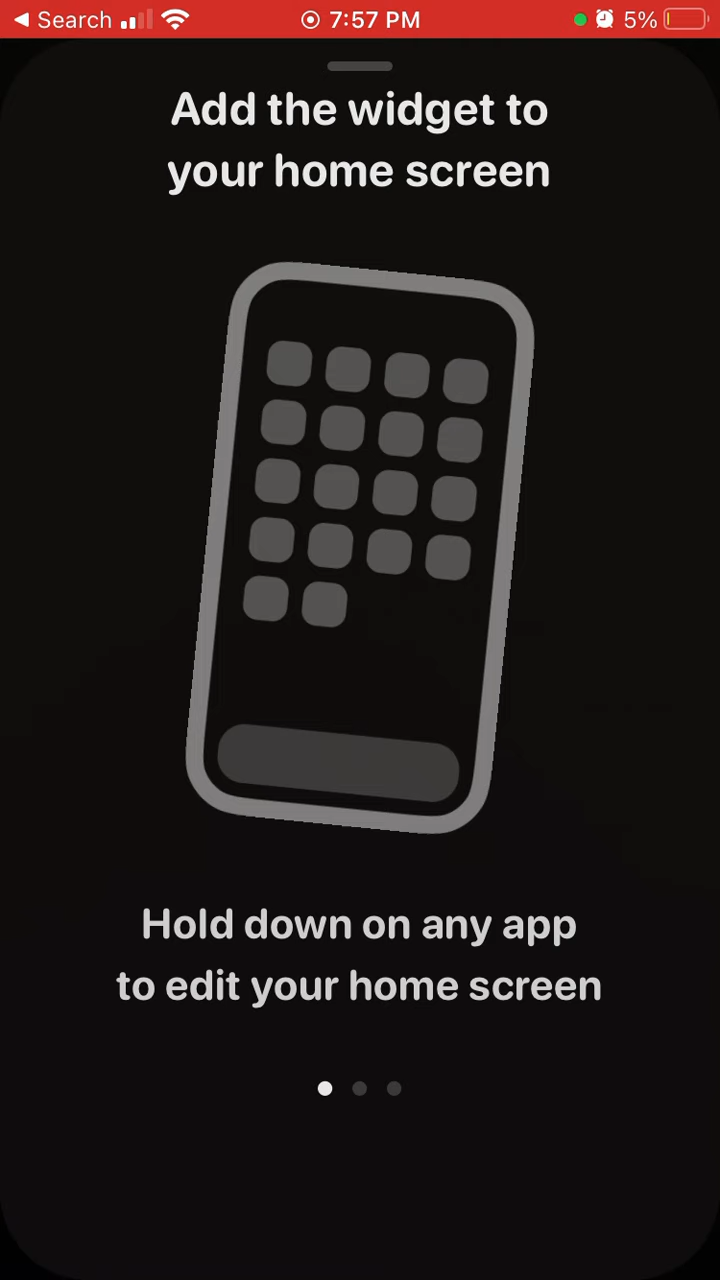 ◀ Search 7:57 PM 5%
Add the widget to
your home screen
Hold down on any app
to edit your home screen